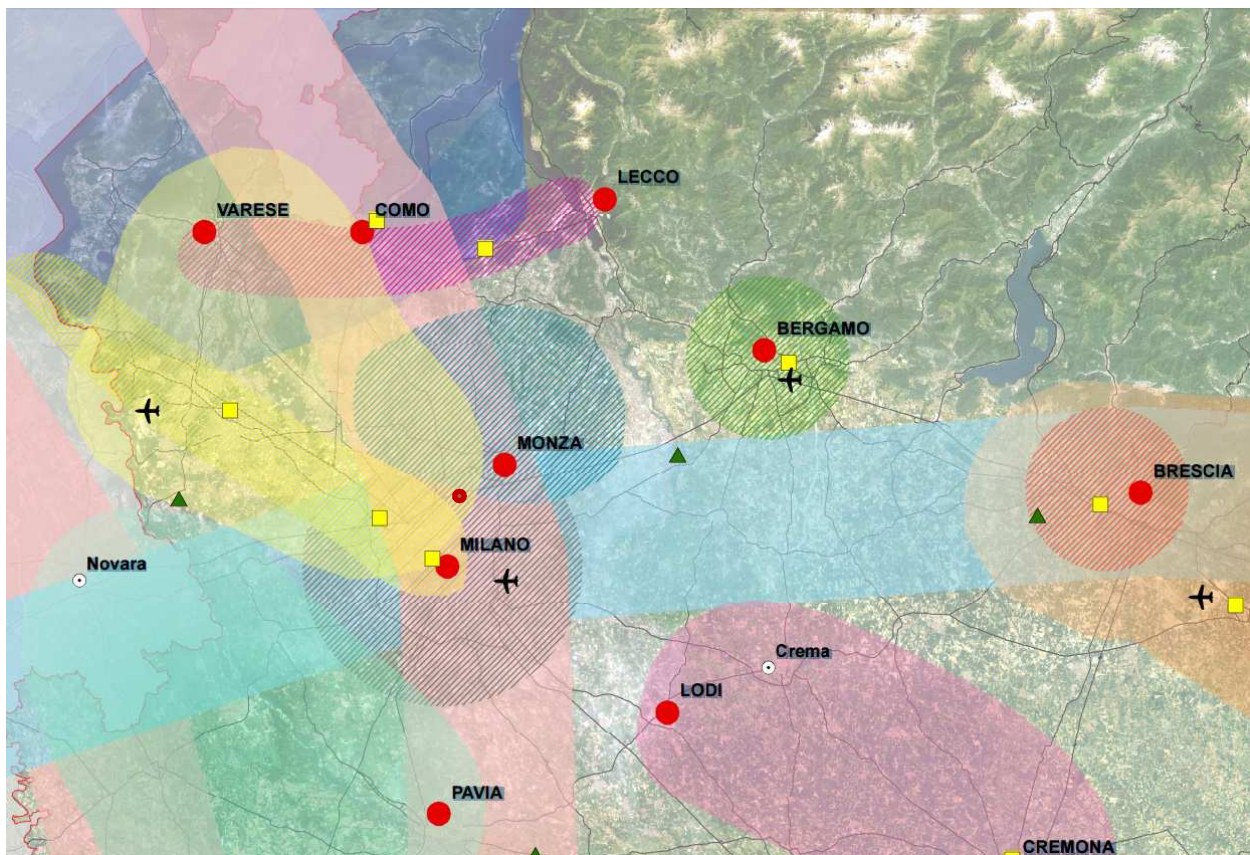 LECCO
VARESE
COMO
BERGAMO
MONZA
BRESCIA
MILANO
Novara
Crema
LODI
PAVIA
CREMONA